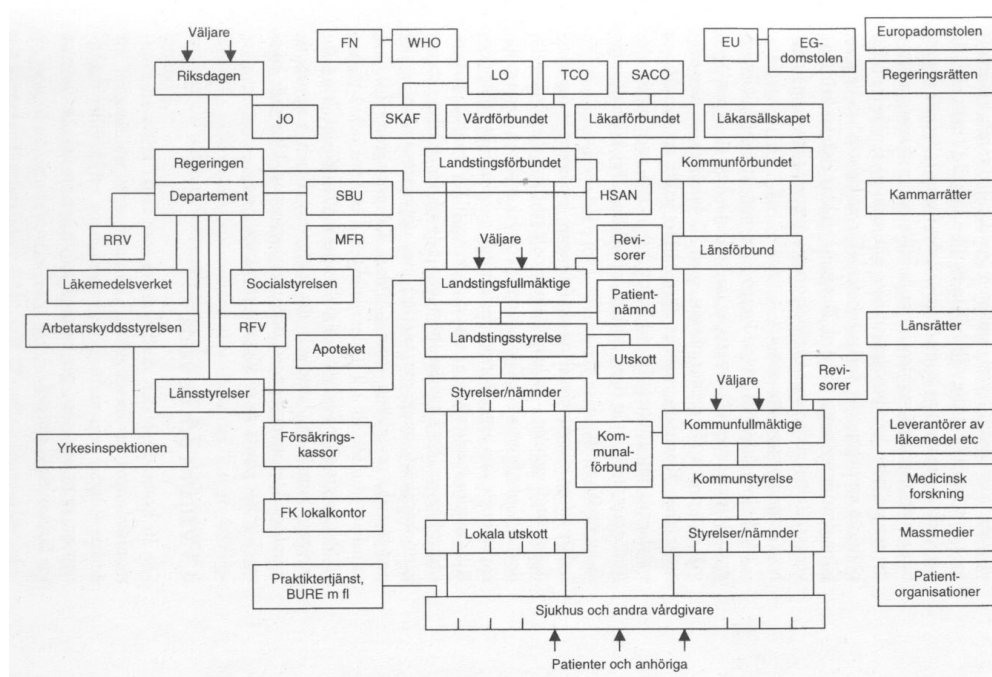 Väljare
FN
WHO
EU
EG-
domstolen
Europadomstolen
Riksdagen
LO
TCO
SACO
Regeringsrätten
JO
SKAF
Vårdförbundet
Läkarförbundet
Läkarsällskapet
Regeringen
Landstingsförbundet
Kommunförbundet
Departement
SBU
HSAN
Kammarrätter
RRV
MFR
Väljare
Revi-
sorer
Länsförbund
Läkemedelsverket
Socialstyrelsen
Landstingsfullmäktige
Patient-
nämnd
Arbetarskyddsstyrelsen
RFV
Landstingsstyrelse
Länsrätter
Apoteket
Utskott
Länsstyrelser
Styrelser/nämnder
Väljare
Revi-
sorer
Yrkesinspektionen
Försäkrings-
kassor
Kom-
munal-
förbund
Kommunfullmäktige
Leverantörer av
läkemedel etc
Kommunstyrelse
Medicinsk
forskning
FK lokalkontor
Lokala utskott
Styrelser/nämnder
Massmedier
Praktiktertjänst,
BURE m fl
Patient-
organisationer
Sjukhus och andra vårdgivare
Patienter och anhöriga